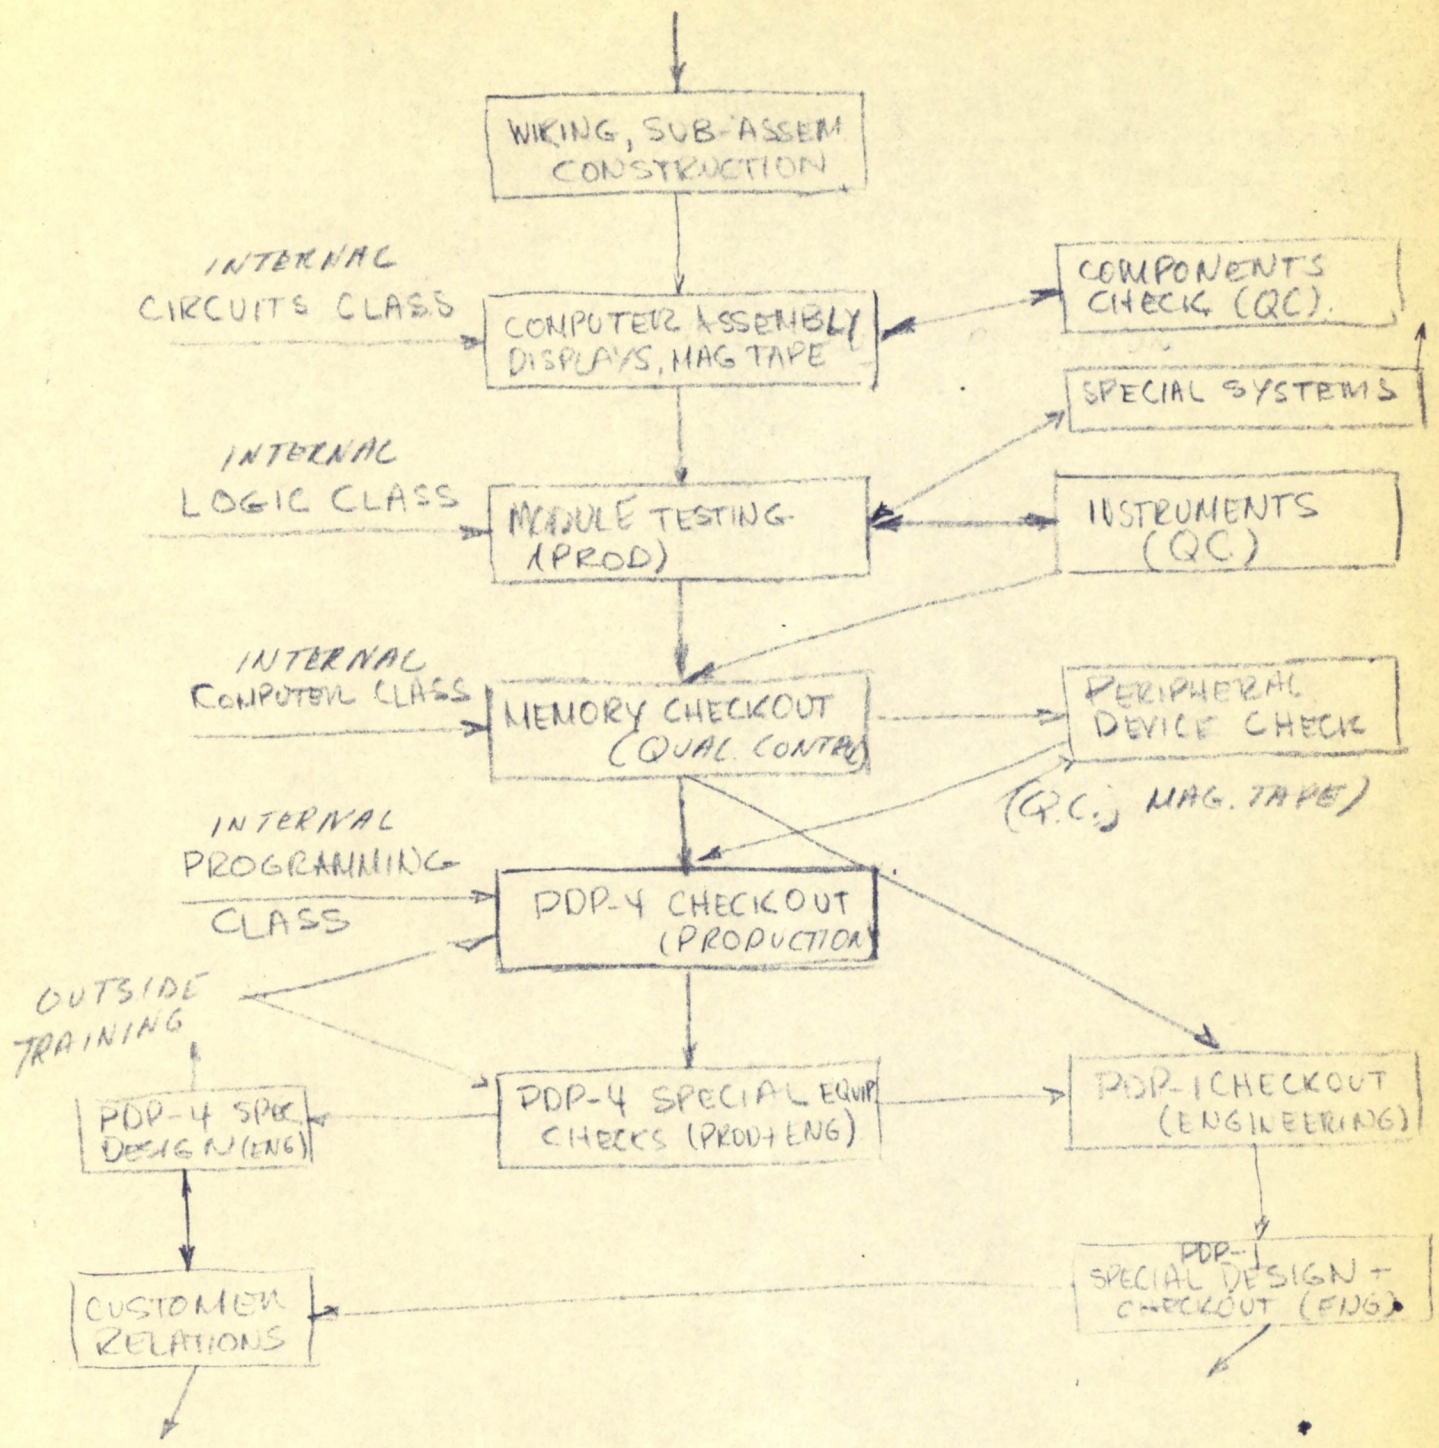 WIRING, SUB-ASSEM
CONSTRUCTION
INTERNAL
CIRCUITS CLASS
COMPUTER ASSEMBLY
DISPLAYS, MAG TAPE
COMPONENTS
CHECK (QC).
SPECIAL SYSTEMS
INTERNAL
LOGIC CLASS
MODULE TESTING
(PROD)
INSTRUMENTS
(QC)
INTERNAL
COMPUTER CLASS
MEMORY CHECKOUT
(QUAL. CONTROL)
PERIPHERAL
DEVICE CHECK
(Q.C., MAG. TAPE)
INTERNAL
PROGRAMMING
CLASS
PDP-4 CHECKOUT
(PRODUCTION)
OUTSIDE
TRAINING
PDP-4 SPEC.
DESIGN (ENG)
PDP-4 SPECIAL EQUIP
CHECKS (PROD+ENG)
PDP-1 CHECKOUT
(ENGINEERING)
CUSTOMER
RELATIONS
PDP-1
SPECIAL DESIGN +
CHECKOUT (ENG)